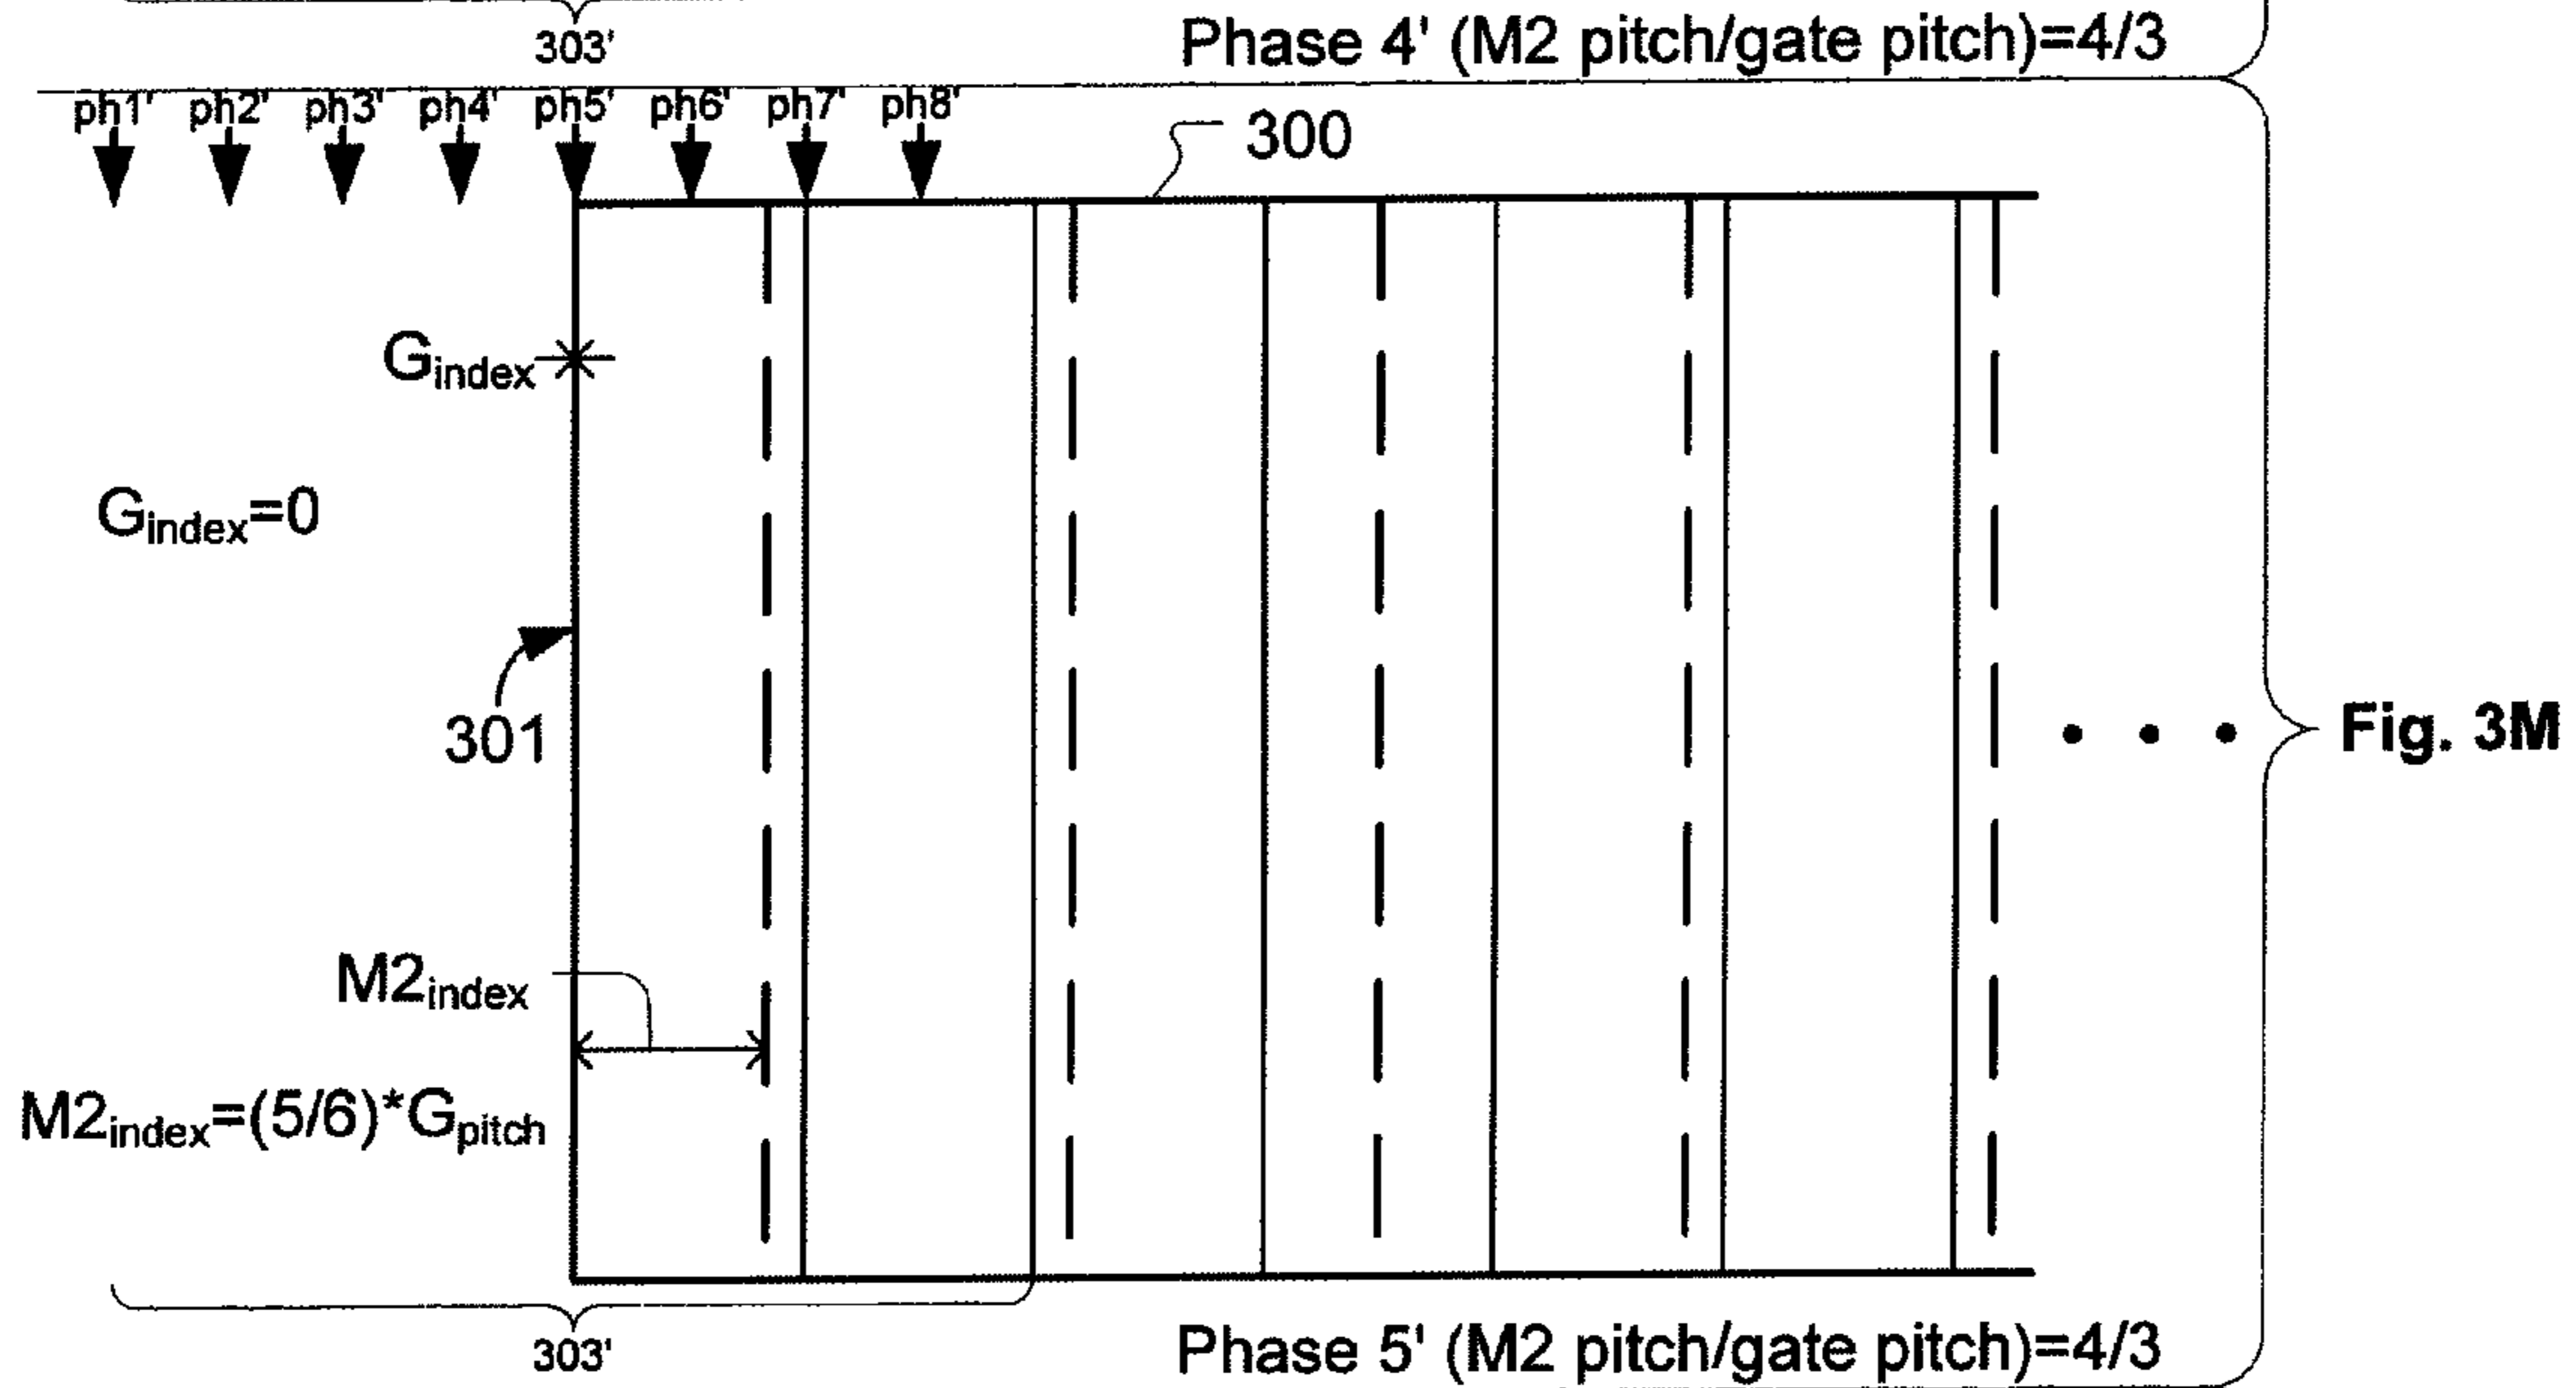 303'
Phase 4' (M2 pitch/gate pitch)=4/3
ph1' ph2' ph3' ph4' ph5' ph6' ph7' ph8'
300
Gindex
Gindex=0
301
Fig. 3M
M2index
M2index=(5/6)*Gpitch
303'
Phase 5' (M2 pitch/gate pitch)=4/3